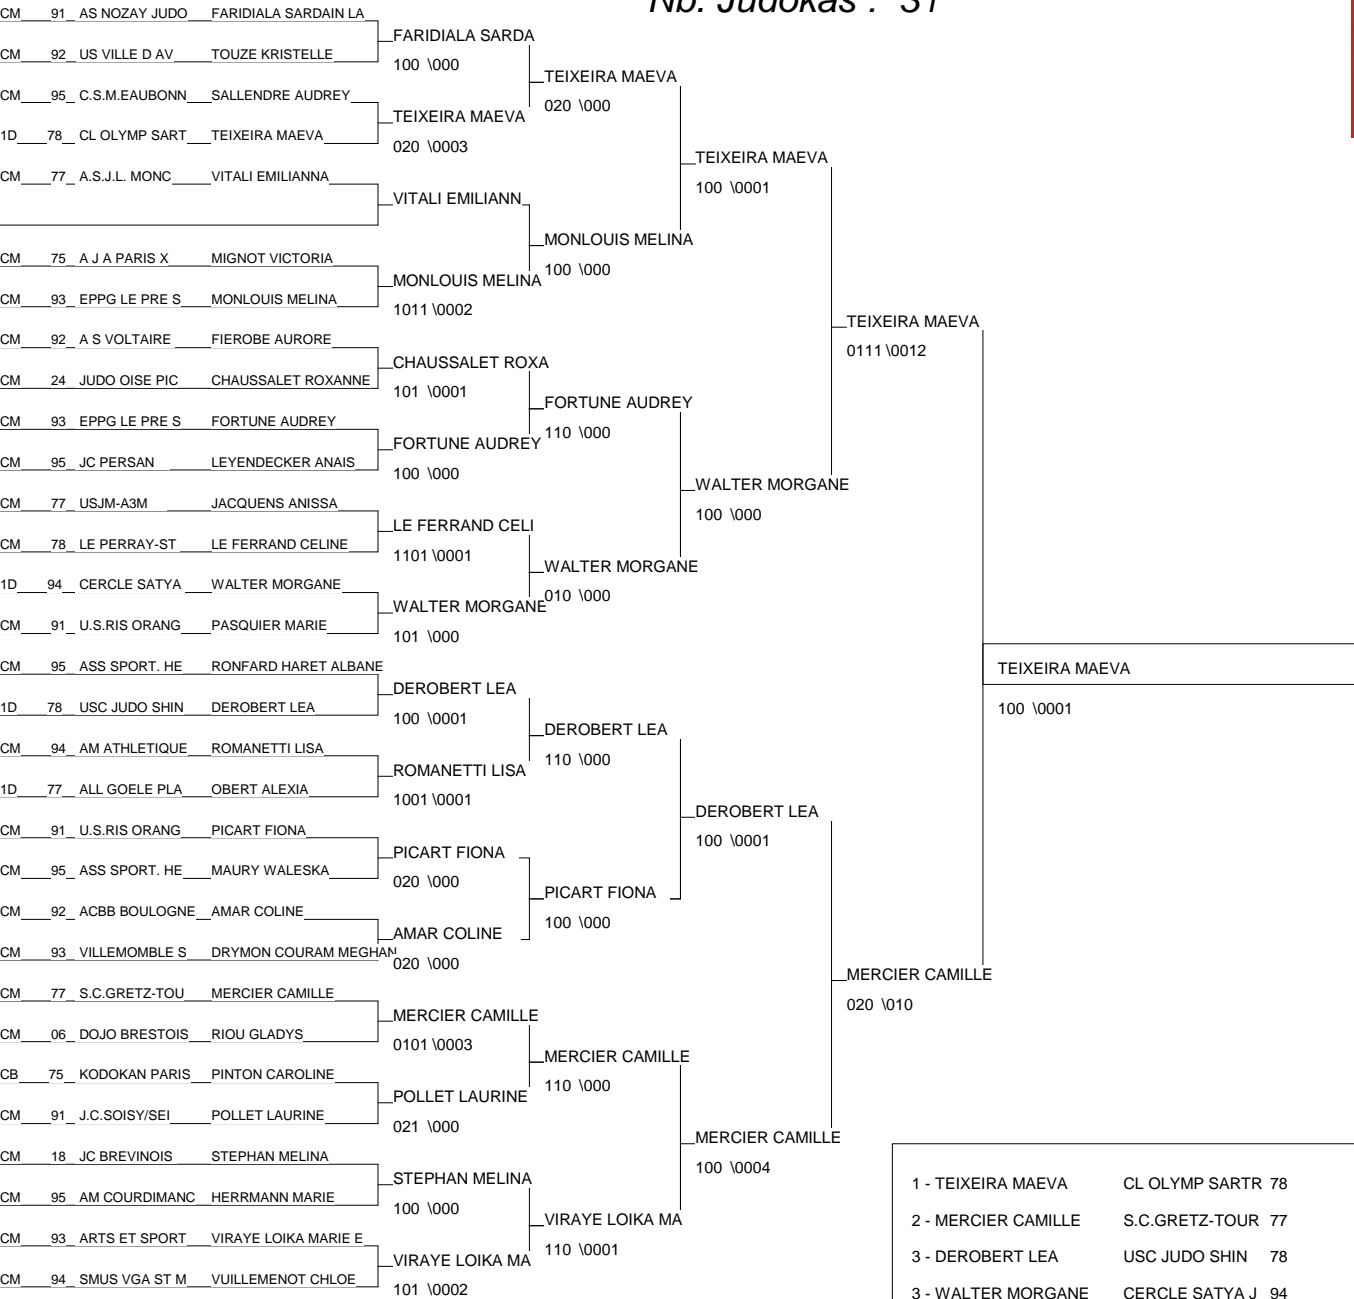 Nb. Judokas : 31
CM 91 AS NOZAY JUDO FARIDIALA SARDAIN LA
FARIDIALA SARDA
CM 92 US VILLE D AV TOUZE KRISTELLE
100 \000
TEIXEIRA MAEVA
CM 95 C.S.M.EAUBONN SALLENDRE AUDREY
020 \000
TEIXEIRA MAEVA
1D 78 CL OLYMP SART TEIXEIRA MAEVA
020 \0003
TEIXEIRA MAEVA
CM 77 A.S.J.L. MONC VITALI EMILIANNA
100 \0001
VITALI EMILIANN
MONLOUIS MELINA
CM 75 A J A PARIS X MIGNOT VICTORIA
100 \000
MONLOUIS MELINA
CM 93 EPPG LE PRE S MONLOUIS MELINA
1011 \0002
TEIXEIRA MAEVA
CM 92 A S VOLTAIRE FIEROBE AURORE
0111 \0012
CHAUSSALET ROXA
CM 24 JUDO OISE PIC CHAUSSALET ROXANNE
101 \0001
FORTUNE AUDREY
CM 93 EPPG LE PRE S FORTUNE AUDREY
110 \000
FORTUNE AUDREY
CM 95 JC PERSAN LEYENDECKER ANAIS
100 \000
WALTER MORGANE
CM 77 USJM-A3M JACQUENS ANISSA
100 \000
LE FERRAND CELI
CM 78 LE PERRAY-ST LE FERRAND CELINE
1101 \0001
WALTER MORGANE
1D 94 CERCLE SATYA WALTER MORGANE
010 \000
WALTER MORGANE
CM 91 U.S.RIS ORANG PASQUIER MARIE
101 \000
CM 95 ASS SPORT. HE RONFARD HARET ALBANE
TEIXEIRA MAEVA
DEROBERT LEA
1D 78 USC JUDO SHIN DEROBERT LEA
100 \0001
100 \0001
DEROBERT LEA
CM 94 AM ATHLETIQUE ROMANETTI LISA
110 \000
ROMANETTI LISA
1D 77 ALL GOELE PLA OBERT ALEXIA
1001 \0001
DEROBERT LEA
CM 91 U.S.RIS ORANG PICART FIONA
100 \0001
PICART FIONA
CM 95 ASS SPORT. HE MAURY WALESKA
020 \000
PICART FIONA
CM 92 ACBB BOULOGNE AMAR COLINE
100 \000
AMAR COLINE
CM 93 VILLEMOMBLE S DRYMON COURAM MEGHAN
020 \000
MERCIER CAMILLE
CM 77 S.C.GRETZ-TOU MERCIER CAMILLE
020 \010
MERCIER CAMILLE
CM 06 DOJO BRESTOIS RIOU GLADYS
0101 \0003
MERCIER CAMILLE
CB 75 KODOKAN PARIS PINTON CAROLINE
110 \000
POLLET LAURINE
CM 91 J.C.SOISY/SEI POLLET LAURINE
021 \000
MERCIER CAMILLE
CM 18 JC BREVINOIS STEPHAN MELINA
100 \0004
STEPHAN MELINA
1 - TEIXEIRA MAEVA CL OLYMP SARTR 78
CM 95 AM COURDIMANC HERRMANN MARIE
100 \000
VIRAYE LOIKA MA
2 - MERCIER CAMILLE S.C.GRETZ-TOUR 77
CM 93 ARTS ET SPORT VIRAYE LOIKA MARIE E
110 \0001
3 - DEROBERT LEA USC JUDO SHIN 78
VIRAYE LOIKA MA
CM 94 SMUS VGA ST M VUILLEMENOT CHLOE
101 \0002
3 - WALTER MORGANE CERCLE SATYA J 94